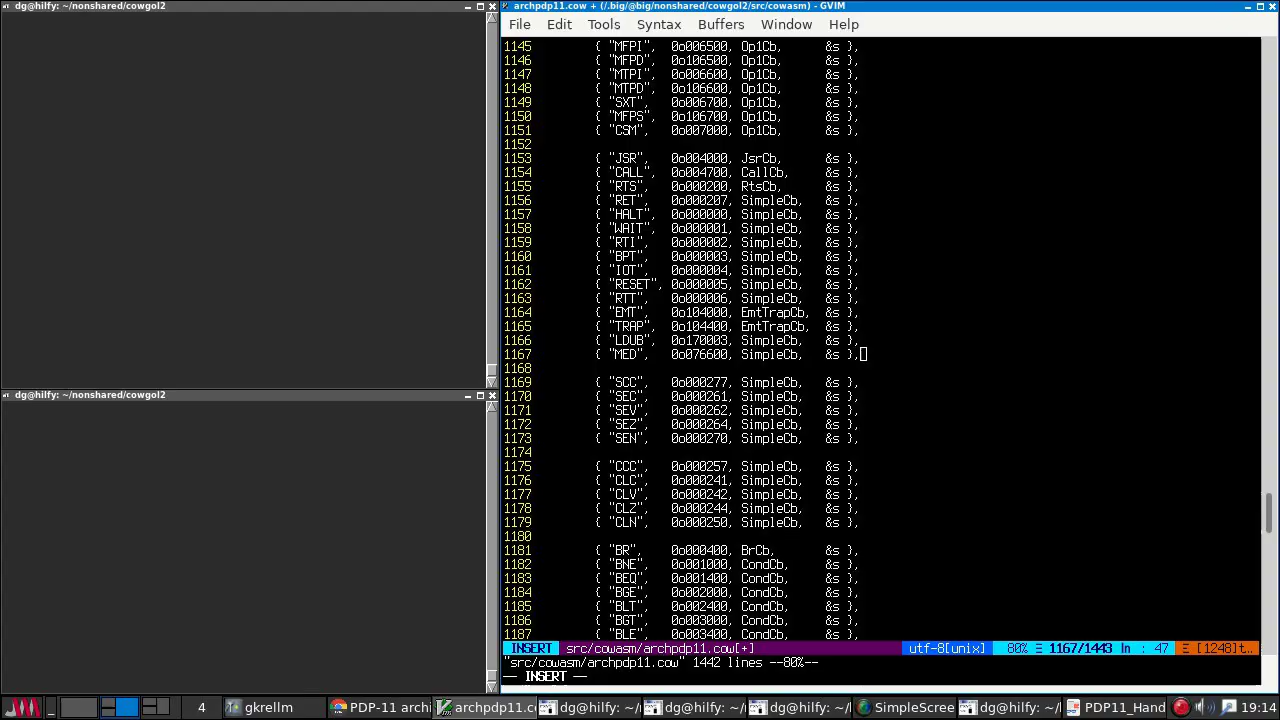 dg@hilfy: ~/nonshared/cowgol2
archpdp11.cow + (/.big/@big/nonshared/cowgol2/src/cowasm) - GVIM
File Edit Tools Syntax Buffers Window Help
1145 { "MFPI", 0o006500, Op1Cb, &s },
1146 { "MFPD", 0o106500, Op1Cb, &s },
1147 { "MTPI", 0o006600, Op1Cb, &s },
1148 { "MTPD", 0o106600, Op1Cb, &s },
1149 { "SXT", 0o006700, Op1Cb, &s },
1150 { "MFPS", 0o106700, Op1Cb, &s },
1151 { "CSM", 0o007000, Op1Cb, &s },
1152
1153 { "JSR", 0o004000, JsrCb, &s },
1154 { "CALL", 0o004700, CallCb, &s },
1155 { "RTS", 0o000200, RtsCb, &s },
1156 { "RET", 0o000207, SimpleCb, &s },
1157 { "HALT", 0o000000, SimpleCb, &s },
1158 { "WAIT", 0o000001, SimpleCb, &s },
1159 { "RTI", 0o000002, SimpleCb, &s },
1160 { "BPT", 0o000003, SimpleCb, &s },
1161 { "IOT", 0o000004, SimpleCb, &s },
1162 { "RESET", 0o000005, SimpleCb, &s },
1163 { "RTT", 0o000006, SimpleCb, &s },
1164 { "EMT", 0o104000, EmtTrapCb, &s },
1165 { "TRAP", 0o104400, EmtTrapCb, &s },
1166 { "LDUB", 0o170003, SimpleCb, &s },
1167 { "MED", 0o076600, SimpleCb, &s },
1168
1169 { "SCC", 0o000277, SimpleCb, &s },
1170 { "SEC", 0o000261, SimpleCb, &s },
1171 { "SEV", 0o000262, SimpleCb, &s },
1172 { "SEZ", 0o000264, SimpleCb, &s },
1173 { "SEN", 0o000270, SimpleCb, &s },
1174
1175 { "CCC", 0o000257, SimpleCb, &s },
1176 { "CLC", 0o000241, SimpleCb, &s },
1177 { "CLV", 0o000242, SimpleCb, &s },
1178 { "CLZ", 0o000244, SimpleCb, &s },
1179 { "CLN", 0o000250, SimpleCb, &s },
1180
1181 { "BR", 0o000400, BrCb, &s },
1182 { "BNE", 0o001000, CondCb, &s },
1183 { "BEQ", 0o001400, CondCb, &s },
1184 { "BGE", 0o002000, CondCb, &s },
1185 { "BLT", 0o002400, CondCb, &s },
1186 { "BGT", 0o003000, CondCb, &s },
1187 { "BLE", 0o003400, CondCb, &s },
INSERT src/cowasm/archpdp11.cow[+] utf-8[unix] 80% Ξ 1167/1443 ln : 47 Ξ [1248]t…
"src/cowasm/archpdp11.cow" 1442 lines --80%--
-- INSERT --
dg@hilfy: ~/nonshared/cowgol2
4 gkrellm PDP-11 archi archpdp11.c dg@hilfy: ~/ dg@hilfy: ~/ dg@hilfy: ~/ SimpleScree dg@hilfy: ~/ PDP11_Hand 19:14